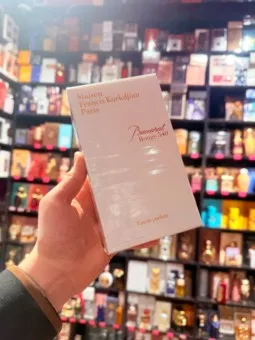 Maison
Francis Kurkdjian
Paris
Baccarat
Rouge 540
Eau de parfum